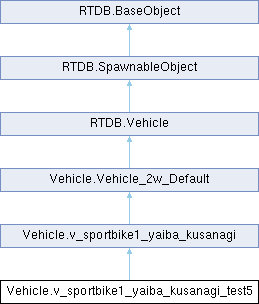 RTDB.BaseObject
RTDB.SpawnableObject
RTDB.Vehicle
Vehicle.Vehicle_2w_Default
Vehicle.v_sportbike1_yaiba_kusanagi
Vehicle.v_sportbike1_yaiba_kusanagi_test5